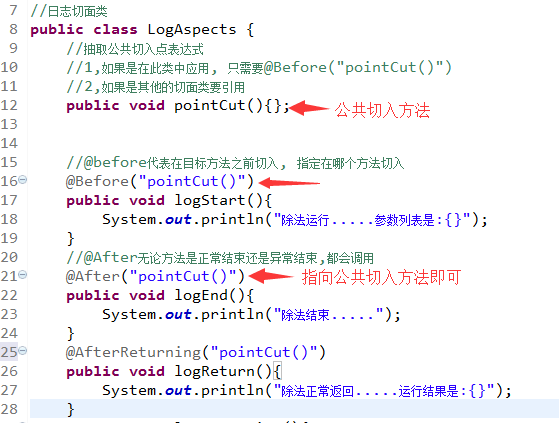 7 //日志切面类
8 public class LogAspects {
9 //抽取公共切入点表达式
10 //1,如果是在此类中应用, 只需要@Before("pointCut()")
11 //2,如果是其他的切面类要引用
12 public void pointCut(){}; 公共切入方法
13
14
15 //@before代表在目标方法之前切入, 指定在哪个方法切入
16 @Before("pointCut()")
17 public void logStart(){
18 System.out.println("除法运行.....参数列表是:{}");
19 }
20 //@After无论方法是正常结束还是异常结束,都会调用
21 @After("pointCut()") 指向公共切入方法即可
22 public void logEnd(){
23 System.out.println("除法结束.....");
24 }
25 @AfterReturning("pointCut()")
26 public void logReturn(){
27 System.out.println("除法正常返回.....运行结果是:{}");
28 }